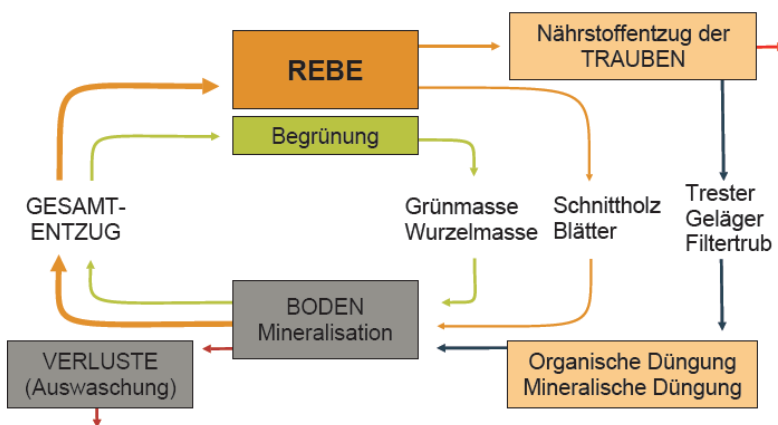 REBE
Nährstoffentzug der
TRAUBEN
Begrünung
GESAMT-
ENTZUG
Grünmasse
Wurzelmasse
Schnittholz
Blätter
Trester
Geläger
Filtertrub
BODEN
Mineralisation
VERLUSTE
(Auswaschung)
Organische Düngung
Mineralische Düngung